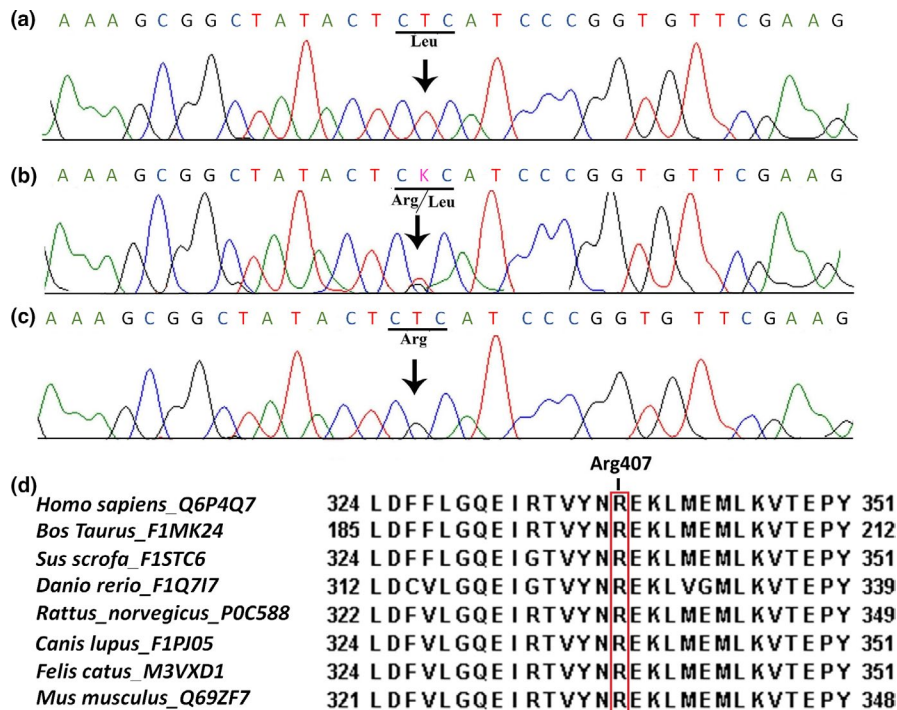 (a) A A A G C G G C T A T A C T C T C A T C C C G G T G T T C G A A G
Leu
(b) A A A G C G G C T A T A C T C K C A T C C C G G T G T T C G A A G
Arg/Leu
(c) A A A G C G G C T A T A C T C T C A T C C C G G T G T T C G A A G
Arg
(d) Arg407
Homo sapiens_Q6P4Q7 324 L D F F L G Q E I R T V Y N R E K L M E M L K V T E P Y 351
Bos Taurus_F1MK24 185 L D F F L G Q E I R T V Y N R E K L M E M L K V T E P Y 212
Sus scrofa_F1STC6 324 L D F F L G Q E I G T V Y N R E K L M E M L K V T E P Y 351
Danio rerio_F1Q7I7 312 L D C V L G Q E I G T V Y N R E K L V G M L K V T E P Y 339
Rattus_norvegicus_P0C588 322 L D F V L G Q E I R T V Y N R E K L M E M L K V T E P Y 349
Canis lupus_F1PJ05 324 L D F V L G Q E I R T V Y N R E K L M E M L K V T E P Y 351
Felis catus_M3VXD1 324 L D F V L G Q E I R T V Y N R E K L M E M L K V T E P Y 351
Mus musculus_Q69ZF7 321 L D F V L G Q E I R T V Y N R E K L M E M L K V T E P Y 348